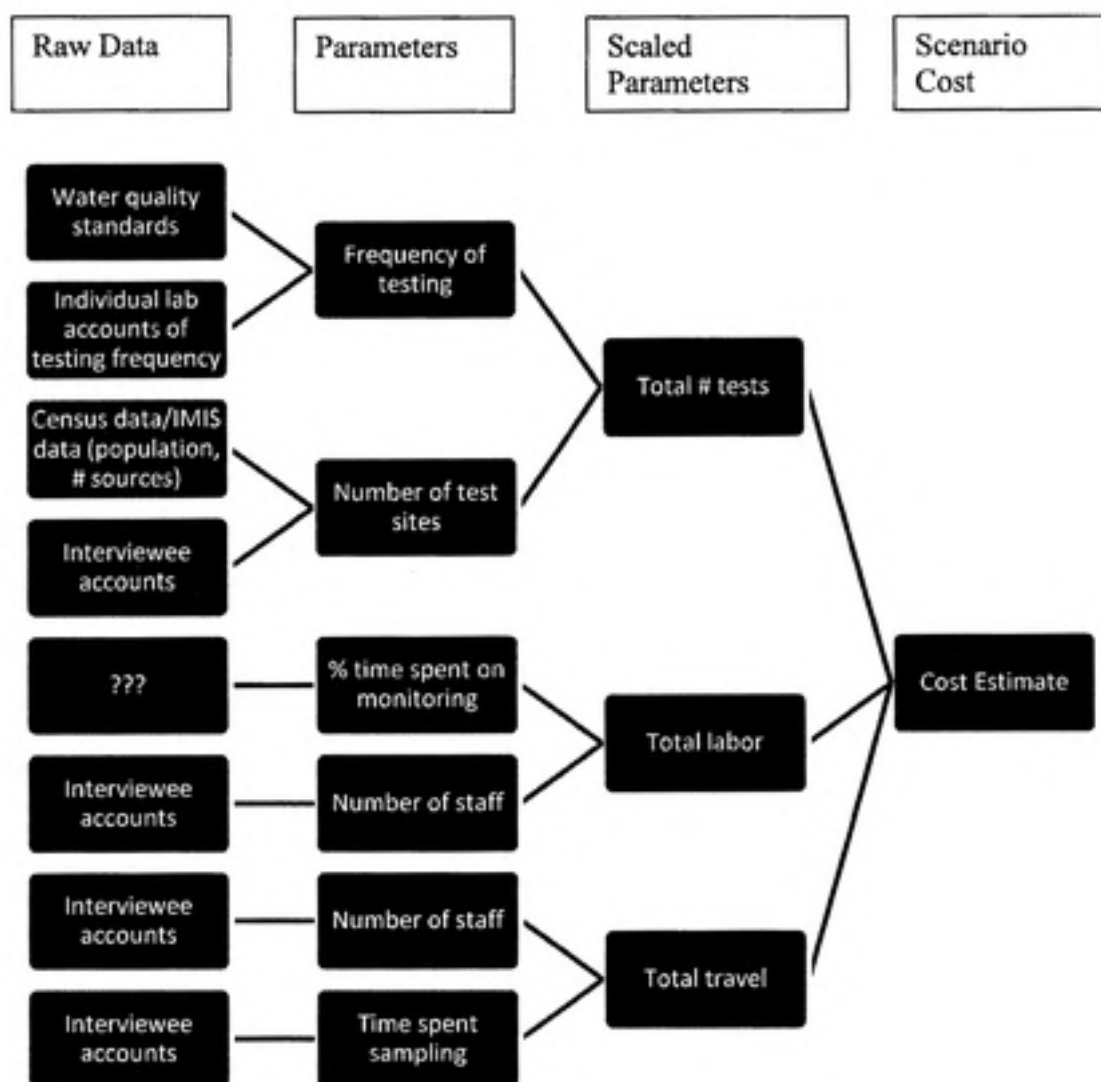 Raw Data
Parameters
Scaled
Parameters
Scenario
Cost
Water quality
standards
Individual lab
accounts of
testing frequency
Census data/IMIS
data (population,
# sources)
Interviewee
accounts
???
Interviewee
accounts
Interviewee
accounts
Interviewee
accounts
Frequency of
testing
Number of test
sites
% time spent on
monitoring
Number of staff
Number of staff
Time spent
sampling
Total # tests
Total labor
Total travel
Cost Estimate